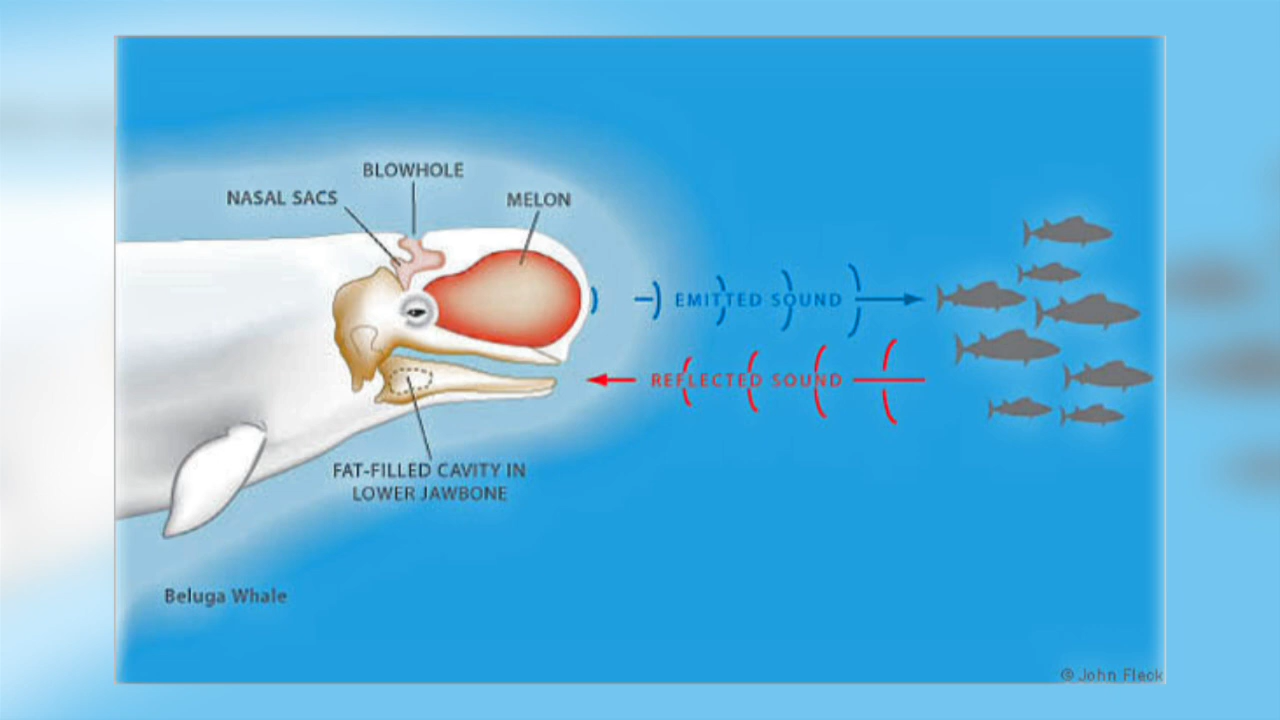 BLOWHOLE
NASAL SACS
MELON
EMITTED SOUND
REFLECTED SOUND
FAT-FILLED CAVITY IN
LOWER JAWBONE
Beluga Whale
© John Fleck